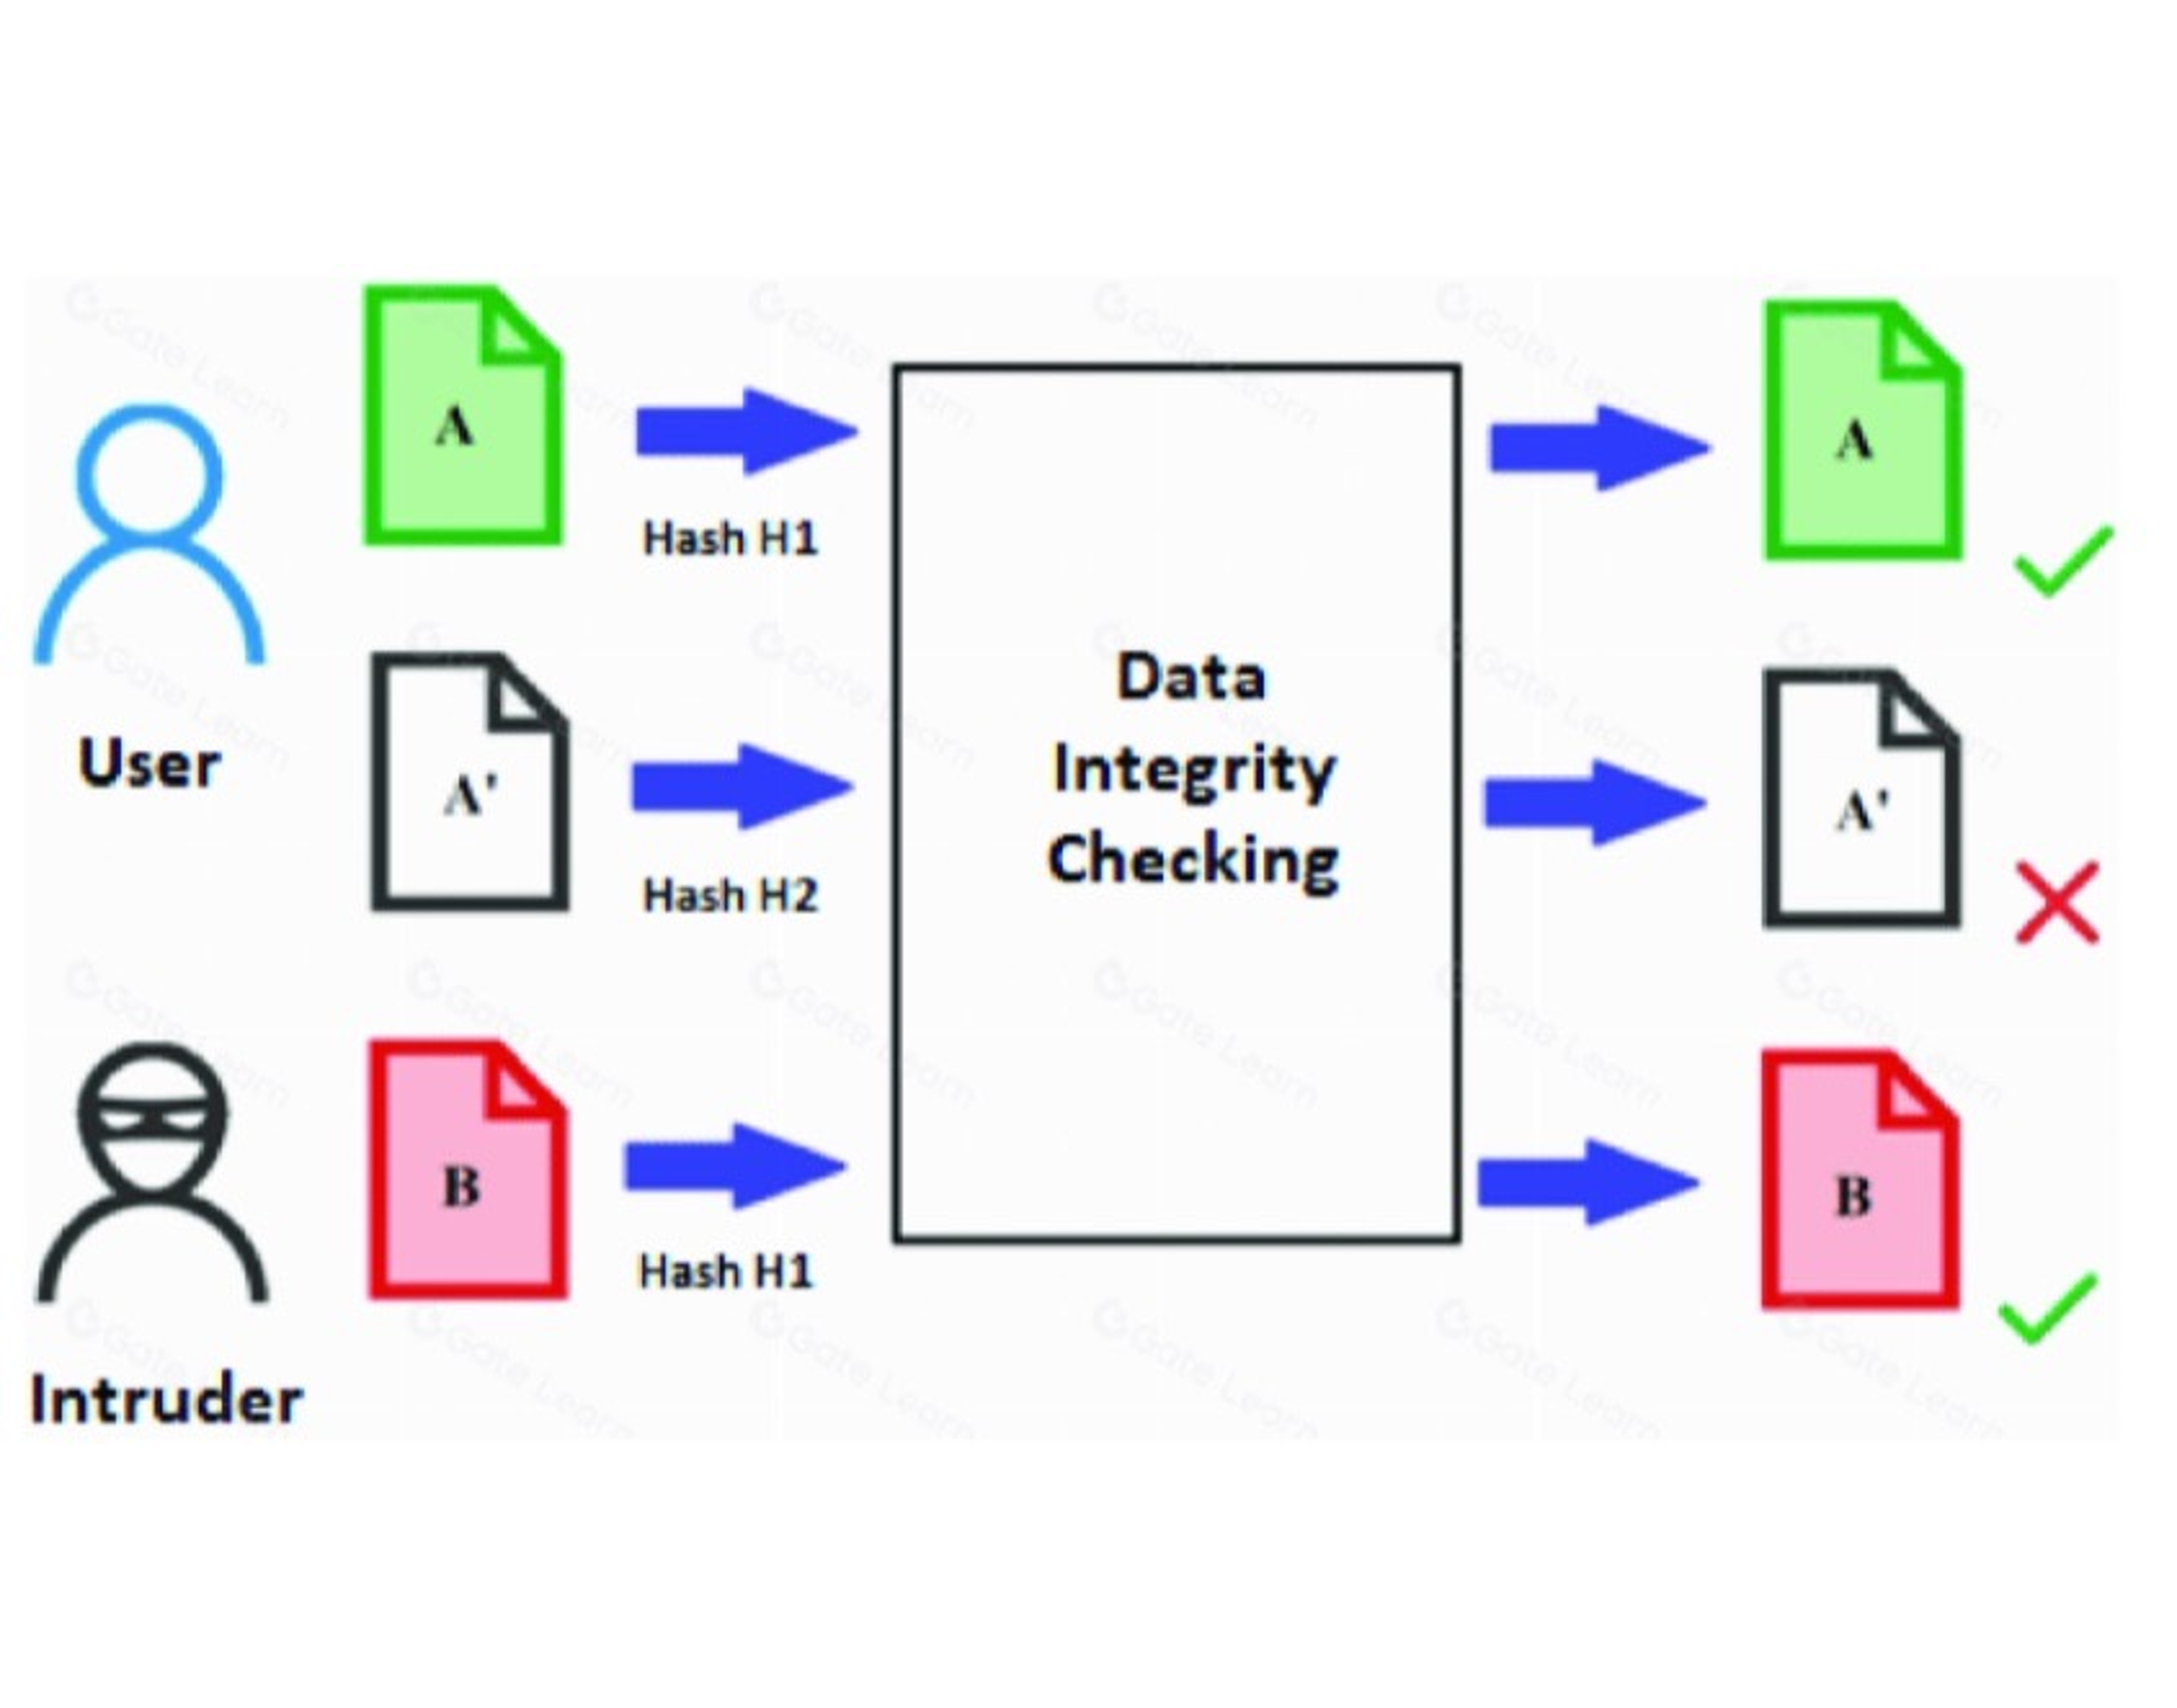 A
A
Hash H1
Data
Integrity
Checking
User
A'
A'
Hash H2
B
B
Hash H1
Intruder
Gate Learn